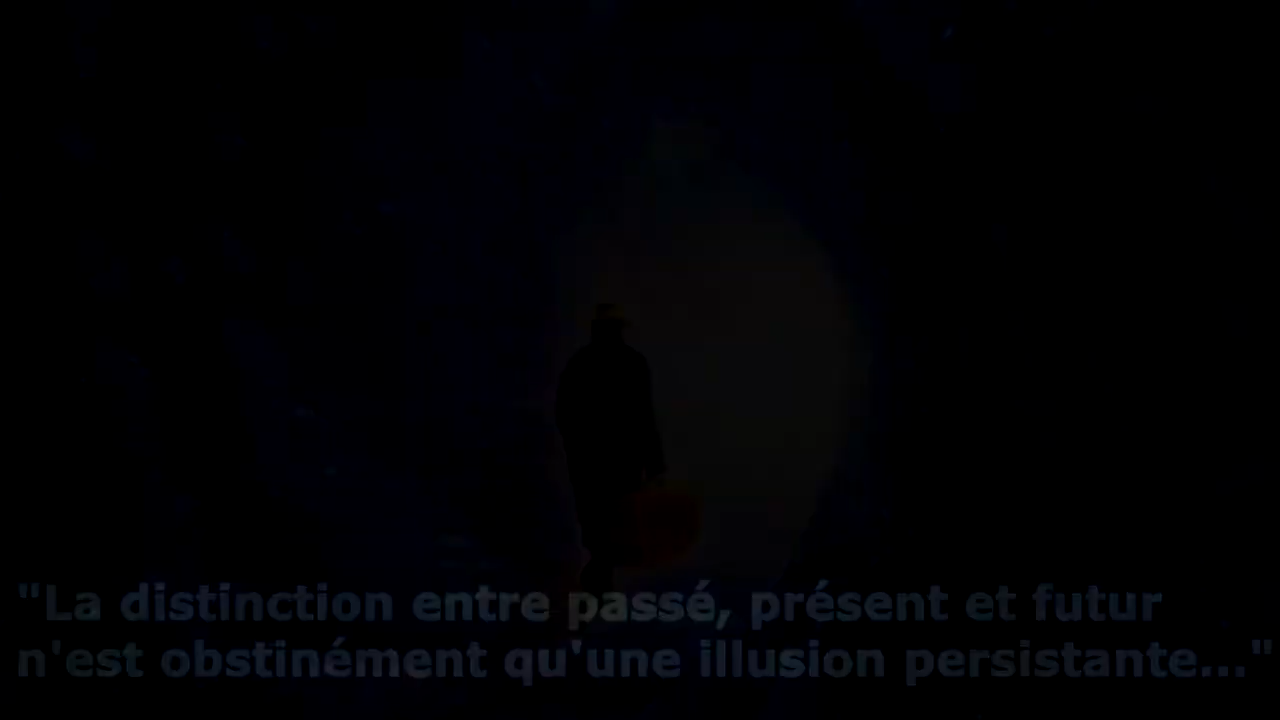 "La distinction entre passé, présent et futur
n'est obstinément qu'une illusion persistante..."